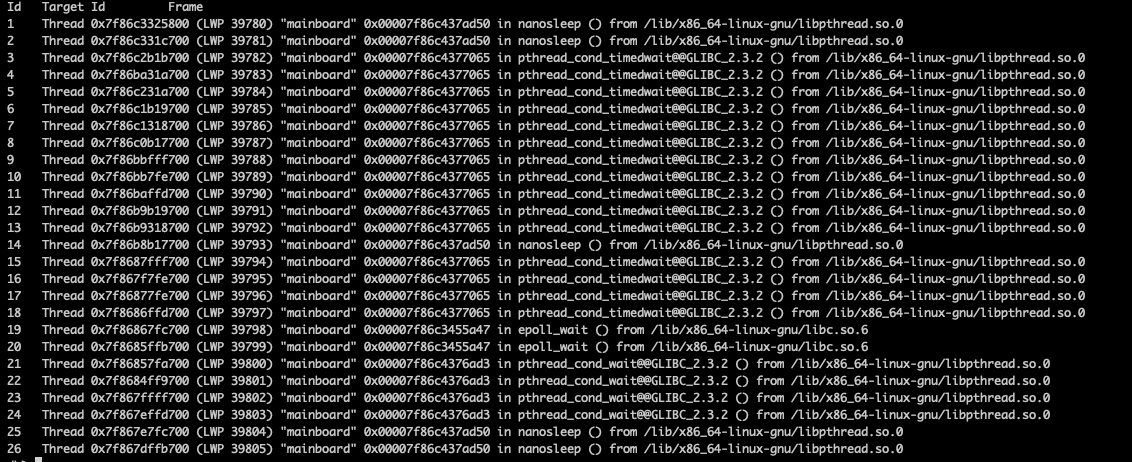 Id Target Id Frame
1 Thread 0x7f86c3325800 (LWP 39780) "mainboard" 0x00007f86c437ad50 in nanosleep () from /lib/x86_64-linux-gnu/libpthread.so.0
2 Thread 0x7f86c331c700 (LWP 39781) "mainboard" 0x00007f86c437ad50 in nanosleep () from /lib/x86_64-linux-gnu/libpthread.so.0
3 Thread 0x7f86c2b1b700 (LWP 39782) "mainboard" 0x00007f86c4377065 in pthread_cond_timedwait@@GLIBC_2.3.2 () from /lib/x86_64-linux-gnu/libpthread.so.0
4 Thread 0x7f86ba31a700 (LWP 39783) "mainboard" 0x00007f86c4377065 in pthread_cond_timedwait@@GLIBC_2.3.2 () from /lib/x86_64-linux-gnu/libpthread.so.0
5 Thread 0x7f86c231a700 (LWP 39784) "mainboard" 0x00007f86c4377065 in pthread_cond_timedwait@@GLIBC_2.3.2 () from /lib/x86_64-linux-gnu/libpthread.so.0
6 Thread 0x7f86c1b19700 (LWP 39785) "mainboard" 0x00007f86c4377065 in pthread_cond_timedwait@@GLIBC_2.3.2 () from /lib/x86_64-linux-gnu/libpthread.so.0
7 Thread 0x7f86c1318700 (LWP 39786) "mainboard" 0x00007f86c4377065 in pthread_cond_timedwait@@GLIBC_2.3.2 () from /lib/x86_64-linux-gnu/libpthread.so.0
8 Thread 0x7f86c0b17700 (LWP 39787) "mainboard" 0x00007f86c4377065 in pthread_cond_timedwait@@GLIBC_2.3.2 () from /lib/x86_64-linux-gnu/libpthread.so.0
9 Thread 0x7f86bbfff700 (LWP 39788) "mainboard" 0x00007f86c4377065 in pthread_cond_timedwait@@GLIBC_2.3.2 () from /lib/x86_64-linux-gnu/libpthread.so.0
10 Thread 0x7f86bb7fe700 (LWP 39789) "mainboard" 0x00007f86c4377065 in pthread_cond_timedwait@@GLIBC_2.3.2 () from /lib/x86_64-linux-gnu/libpthread.so.0
11 Thread 0x7f86baffd700 (LWP 39790) "mainboard" 0x00007f86c4377065 in pthread_cond_timedwait@@GLIBC_2.3.2 () from /lib/x86_64-linux-gnu/libpthread.so.0
12 Thread 0x7f86b9b19700 (LWP 39791) "mainboard" 0x00007f86c4377065 in pthread_cond_timedwait@@GLIBC_2.3.2 () from /lib/x86_64-linux-gnu/libpthread.so.0
13 Thread 0x7f86b9318700 (LWP 39792) "mainboard" 0x00007f86c4377065 in pthread_cond_timedwait@@GLIBC_2.3.2 () from /lib/x86_64-linux-gnu/libpthread.so.0
14 Thread 0x7f86b8b17700 (LWP 39793) "mainboard" 0x00007f86c437ad50 in nanosleep () from /lib/x86_64-linux-gnu/libpthread.so.0
15 Thread 0x7f8687fff700 (LWP 39794) "mainboard" 0x00007f86c4377065 in pthread_cond_timedwait@@GLIBC_2.3.2 () from /lib/x86_64-linux-gnu/libpthread.so.0
16 Thread 0x7f867f7fe700 (LWP 39795) "mainboard" 0x00007f86c4377065 in pthread_cond_timedwait@@GLIBC_2.3.2 () from /lib/x86_64-linux-gnu/libpthread.so.0
17 Thread 0x7f86877fe700 (LWP 39796) "mainboard" 0x00007f86c4377065 in pthread_cond_timedwait@@GLIBC_2.3.2 () from /lib/x86_64-linux-gnu/libpthread.so.0
18 Thread 0x7f8686ffd700 (LWP 39797) "mainboard" 0x00007f86c4377065 in pthread_cond_timedwait@@GLIBC_2.3.2 () from /lib/x86_64-linux-gnu/libpthread.so.0
19 Thread 0x7f86867fc700 (LWP 39798) "mainboard" 0x00007f86c3455a47 in epoll_wait () from /lib/x86_64-linux-gnu/libc.so.6
20 Thread 0x7f8685ffb700 (LWP 39799) "mainboard" 0x00007f86c3455a47 in epoll_wait () from /lib/x86_64-linux-gnu/libc.so.6
21 Thread 0x7f86857fa700 (LWP 39800) "mainboard" 0x00007f86c4376ad3 in pthread_cond_wait@@GLIBC_2.3.2 () from /lib/x86_64-linux-gnu/libpthread.so.0
22 Thread 0x7f8684ff9700 (LWP 39801) "mainboard" 0x00007f86c4376ad3 in pthread_cond_wait@@GLIBC_2.3.2 () from /lib/x86_64-linux-gnu/libpthread.so.0
23 Thread 0x7f867ffff700 (LWP 39802) "mainboard" 0x00007f86c4376ad3 in pthread_cond_wait@@GLIBC_2.3.2 () from /lib/x86_64-linux-gnu/libpthread.so.0
24 Thread 0x7f867effd700 (LWP 39803) "mainboard" 0x00007f86c4376ad3 in pthread_cond_wait@@GLIBC_2.3.2 () from /lib/x86_64-linux-gnu/libpthread.so.0
25 Thread 0x7f867e7fc700 (LWP 39804) "mainboard" 0x00007f86c437ad50 in nanosleep () from /lib/x86_64-linux-gnu/libpthread.so.0
26 Thread 0x7f867dffb700 (LWP 39805) "mainboard" 0x00007f86c437ad50 in nanosleep () from /lib/x86_64-linux-gnu/libpthread.so.0